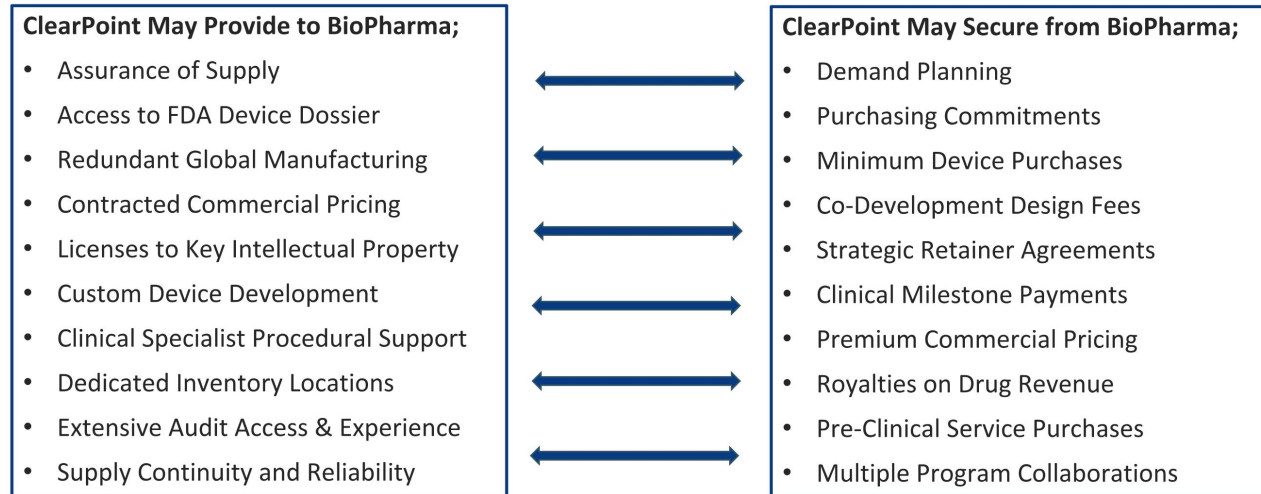 ClearPoint May Provide to BioPharma;
• Assurance of Supply
• Access to FDA Device Dossier
• Redundant Global Manufacturing
• Contracted Commercial Pricing
• Licenses to Key Intellectual Property
• Custom Device Development
• Clinical Specialist Procedural Support
• Dedicated Inventory Locations
• Extensive Audit Access & Experience
• Supply Continuity and Reliability
ClearPoint May Secure from BioPharma;
• Demand Planning
• Purchasing Commitments
• Minimum Device Purchases
• Co-Development Design Fees
• Strategic Retainer Agreements
• Clinical Milestone Payments
• Premium Commercial Pricing
• Royalties on Drug Revenue
• Pre-Clinical Service Purchases
• Multiple Program Collaborations